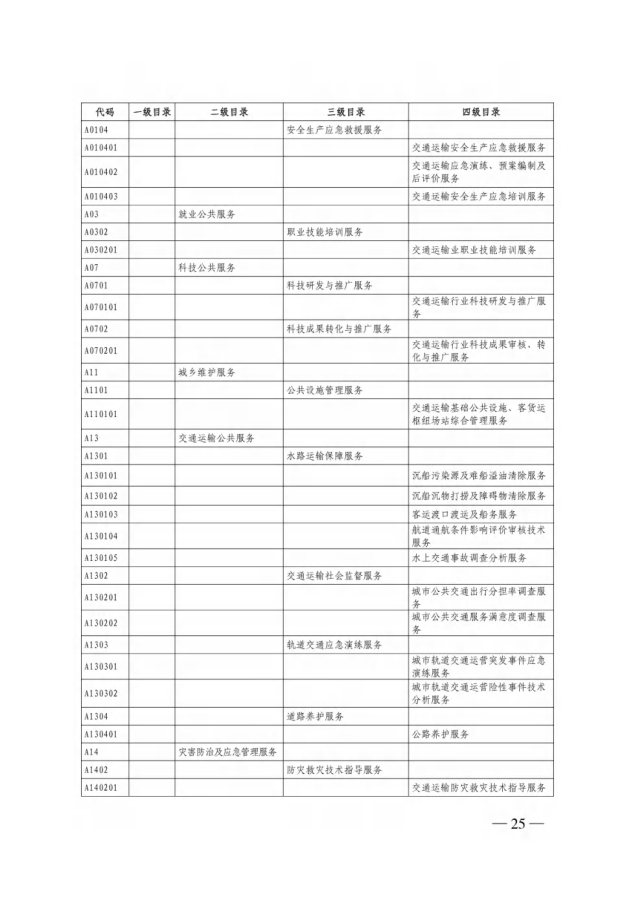 代码 一级目录 二级目录 三级目录 四级目录
A0104 安全生产应急救援服务
A010401 交通运输安全生产应急救援服务
A010402 交通运输应急演练、预案编制及
后评价服务
A010403 交通运输安全生产应急培训服务
A03 就业公共服务
A0302 职业技能培训服务
A030201 交通运输业职业技能培训服务
A07 科技公共服务
A0701 科技研发与推广服务
A070101 交通运输行业科技研发与推广服
务
A0702 科技成果转化与推广服务
A070201 交通运输行业科技成果审核、转
化与推广服务
A11 城乡维护服务
A1101 公共设施管理服务
A110101 交通运输基础公共设施、客货运
枢纽场站综合管理服务
A13 交通运输公共服务
A1301 水路运输保障服务
A130101 沉船污染源及难船溢油清除服务
A130102 沉船沉物打捞及障碍物清除服务
A130103 客运渡口渡运及船务服务
A130104 航道通航条件影响评价审核技术
服务
A130105 水上交通事故调查分析服务
A1302 交通运输社会监督服务
A130201 城市公共交通出行分担率调查服
务
A130202 城市公共交通服务满意度调查服
务
A1303 轨道交通应急演练服务
A130301 城市轨道交通运营突发事件应急
演练服务
A130302 城市轨道交通运营险性事件技术
分析服务
A1304 道路养护服务
A130401 公路养护服务
A14 灾害防治及应急管理服务
A1402 防灾救灾技术指导服务
A140201 交通运输防灾救灾技术指导服务
— 25 —